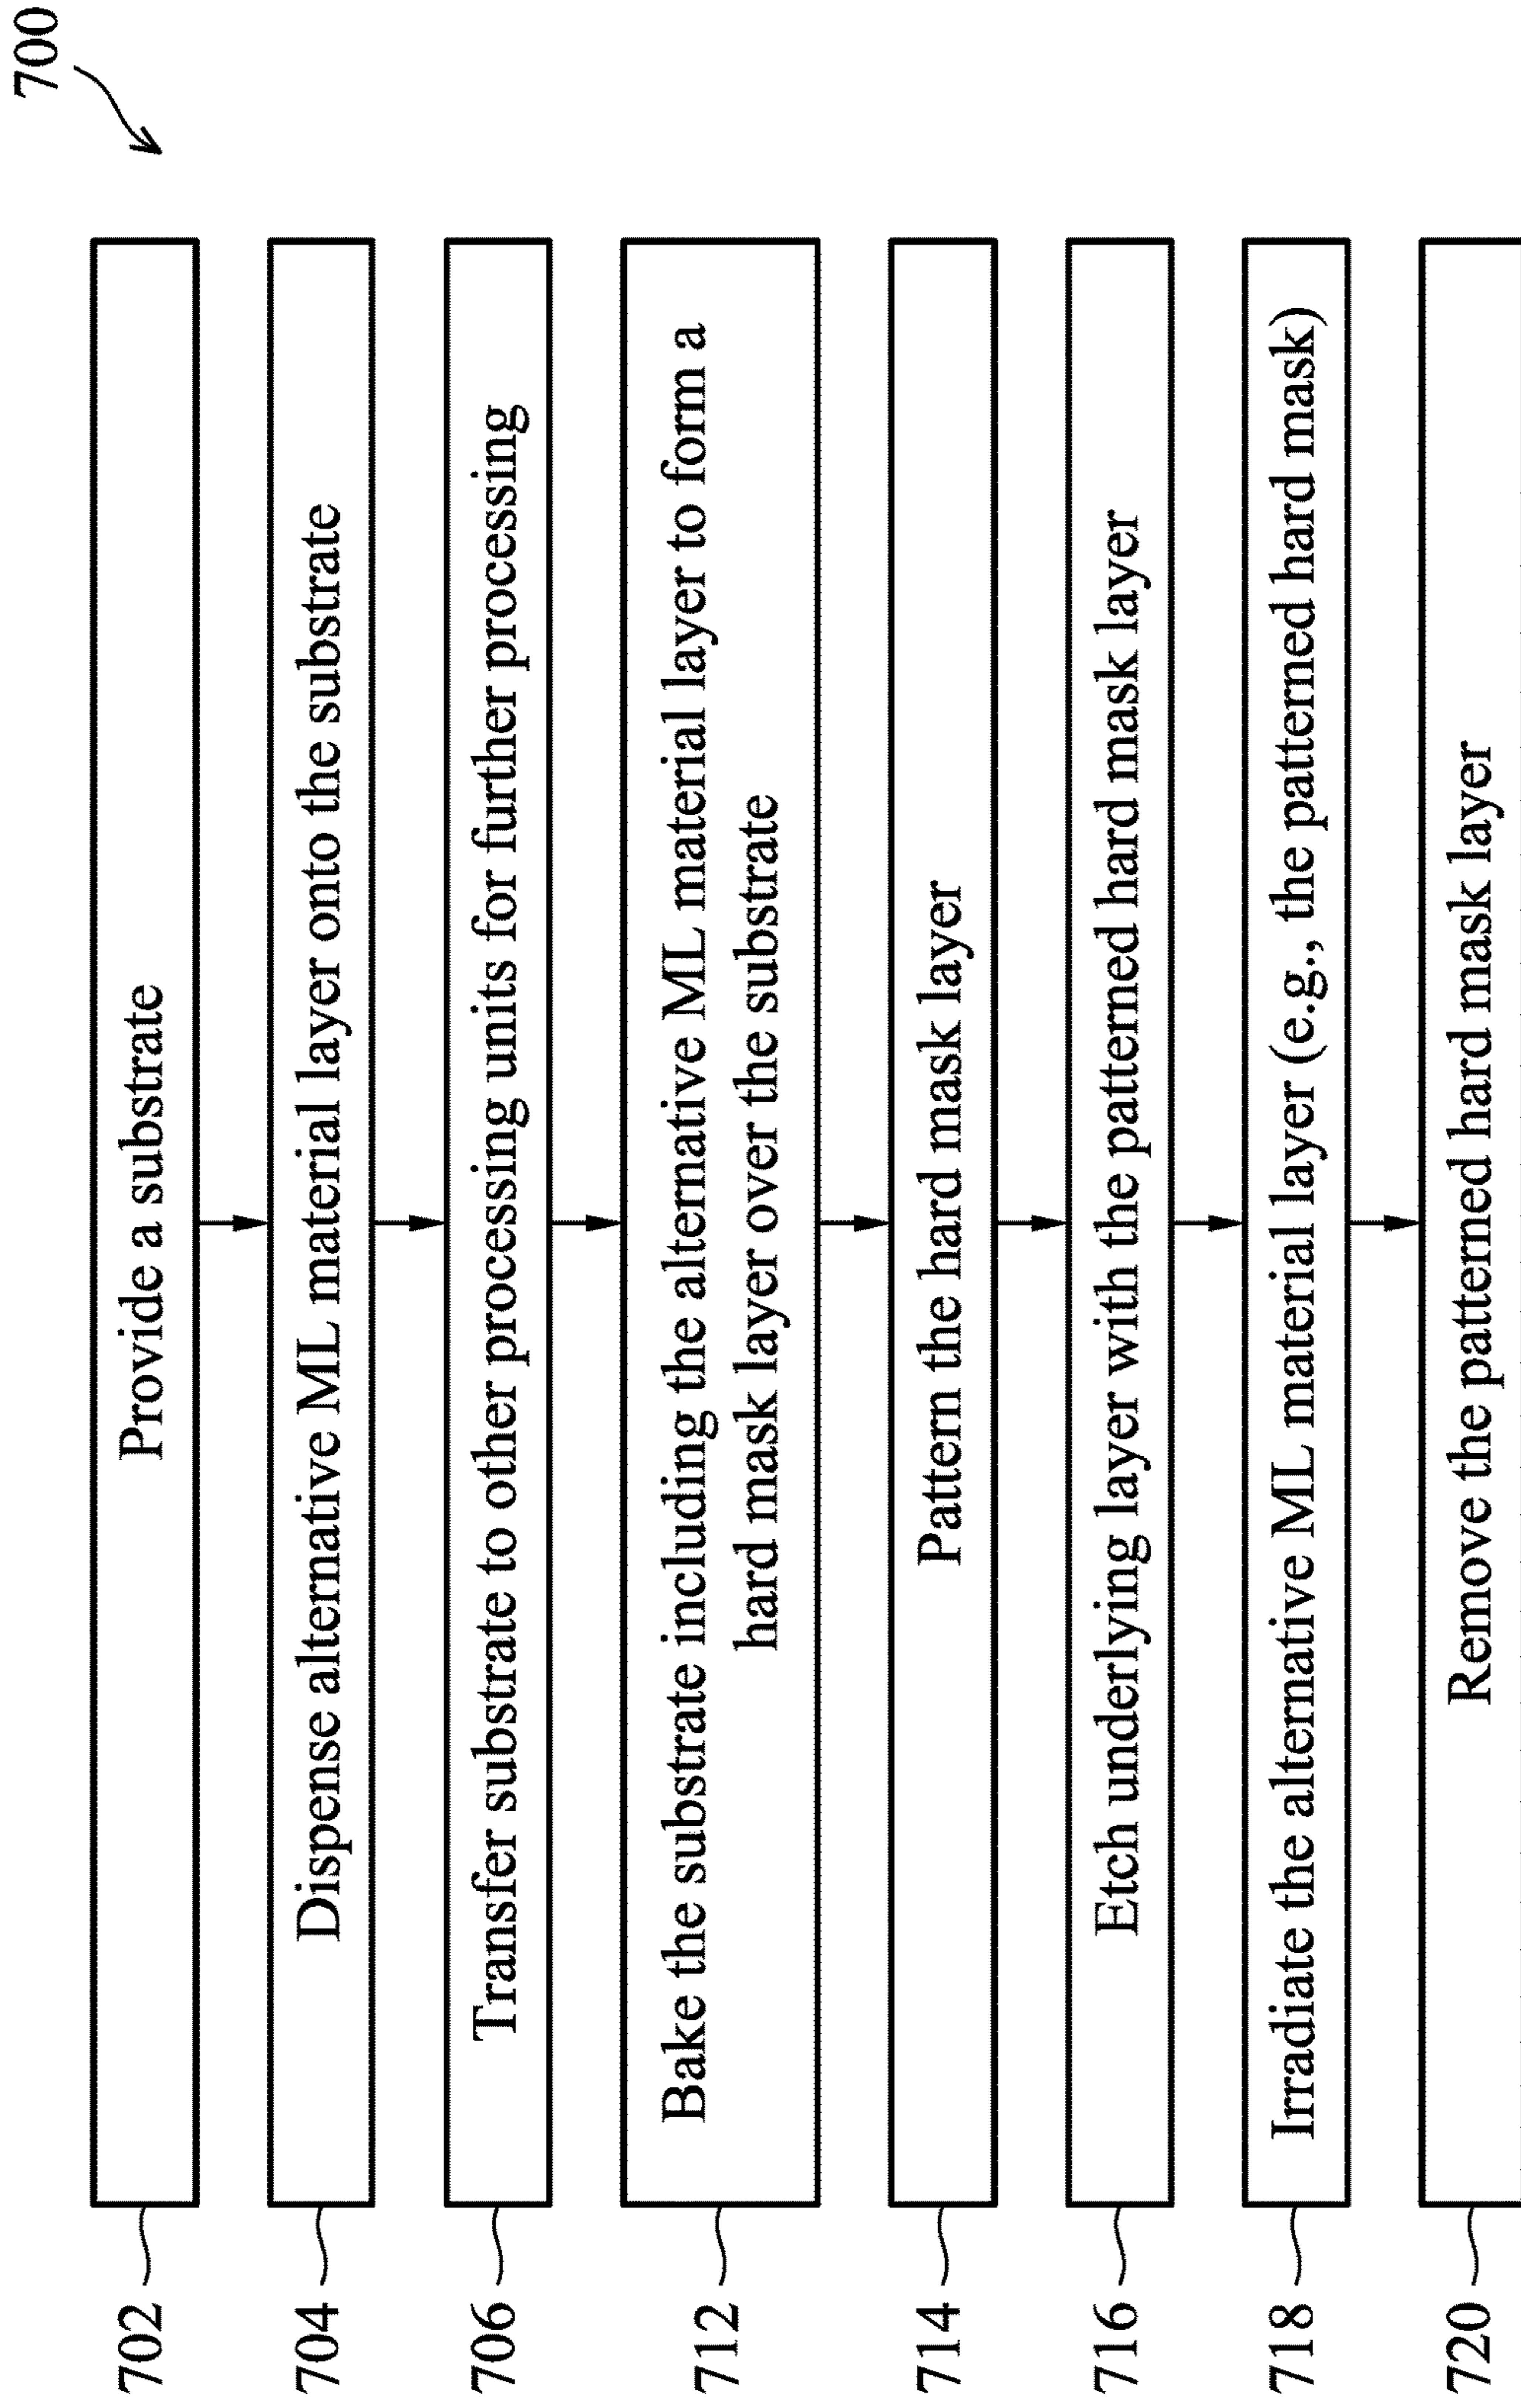 700
702
Provide a substrate
704
Dispense alternative ML material layer onto the substrate
706
Transfer substrate to other processing units for further processing
712
Bake the substrate including the alternative ML material layer to form a
hard mask layer over the substrate
714
Pattern the hard mask layer
716
Etch underlying layer with the patterned hard mask layer
718
Irradiate the alternative ML material layer (e.g., the patterned hard mask)
720
Remove the patterned hard mask layer